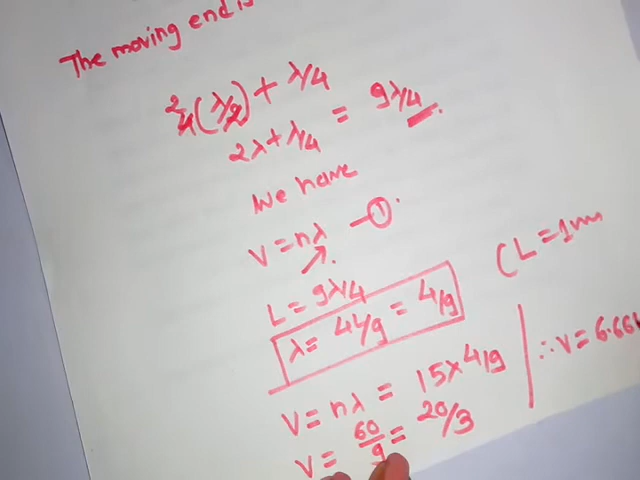 The moving end is
4(λ/2) + λ/4
2
2λ+λ/4 = 9λ/4
We have
V = nλ —①.
L = 9λ/4 (L = 1m
λ = 4L/9 = 4/9
V = nλ = 15×4/9
V = 60/9 = 20/3
∴ V = 6.66